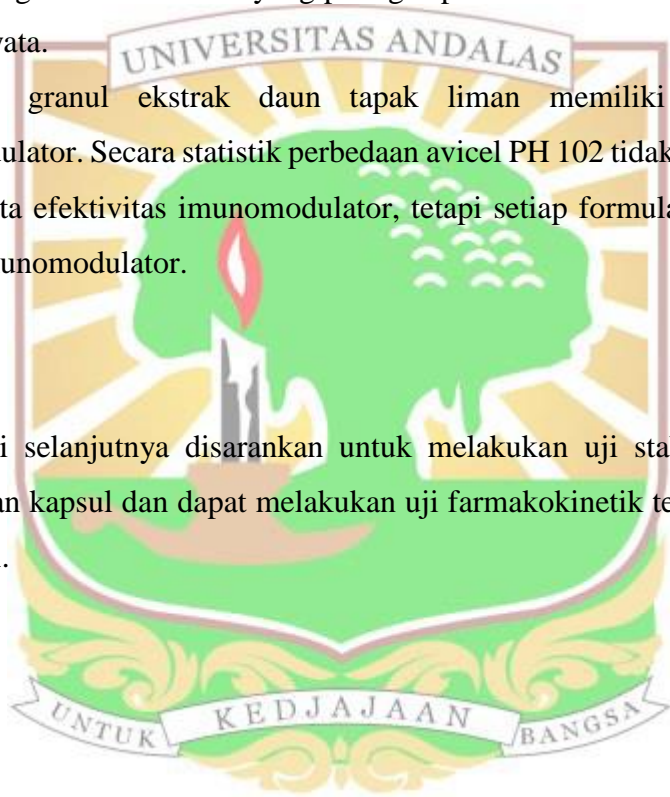 UNIVERSITAS ANDALAS
granul ekstrak daun tapak liman memiliki
ulator. Secara statistik perbedaan avicel PH 102 tidak
ta efektivitas imunomodulator, tetapi setiap formula
unomodulator.
i selanjutnya disarankan untuk melakukan uji sta
an kapsul dan dapat melakukan uji farmakokinetik te
UNTUK KEDJAJAAN BANGSA